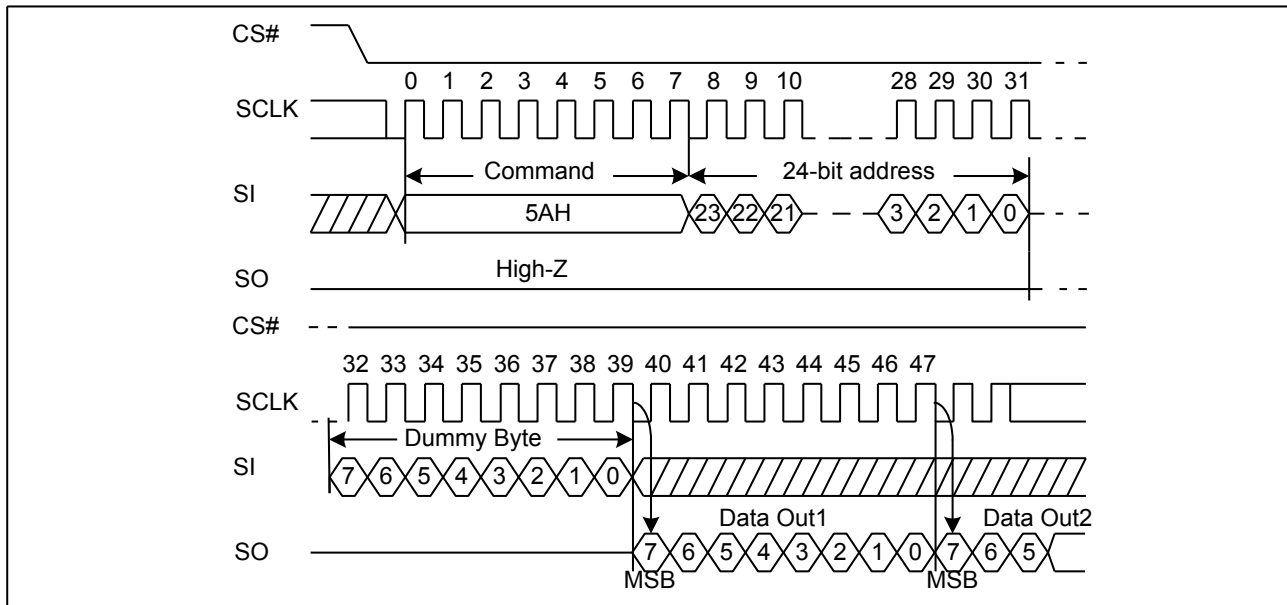 CS#
0 1 2 3 4 5 6 7 8 9 10 28 29 30 31
SCLK
Command 24-bit address
SI
5AH 23 22 21 3 2 1 0
High-Z
SO
CS#
32 33 34 35 36 37 38 39 40 41 42 43 44 45 46 47
SCLK
Dummy Byte
SI
7 6 5 4 3 2 1 0
Data Out1 Data Out2
SO
7 6 5 4 3 2 1 0 7 6 5
MSB MSB